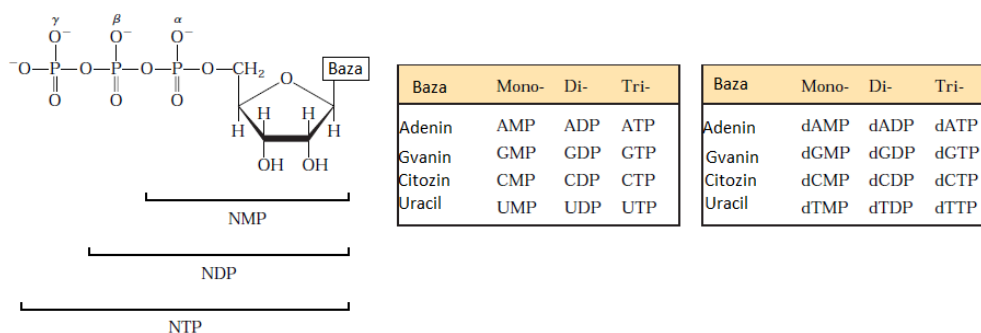 γ β α
O⁻ O⁻ O⁻
⁻O—P—O—P—O—P—O—CH₂ O Baza
O O O
H H H H
OH OH
NMP
NDP
NTP
Baza Mono- Di- Tri-
Adenin AMP ADP ATP
Gvanin GMP GDP GTP
Citozin CMP CDP CTP
Uracil UMP UDP UTP
Baza Mono- Di- Tri-
Adenin dAMP dADP dATP
Gvanin dGMP dGDP dGTP
Citozin dCMP dCDP dCTP
Uracil dTMP dTDP dTTP